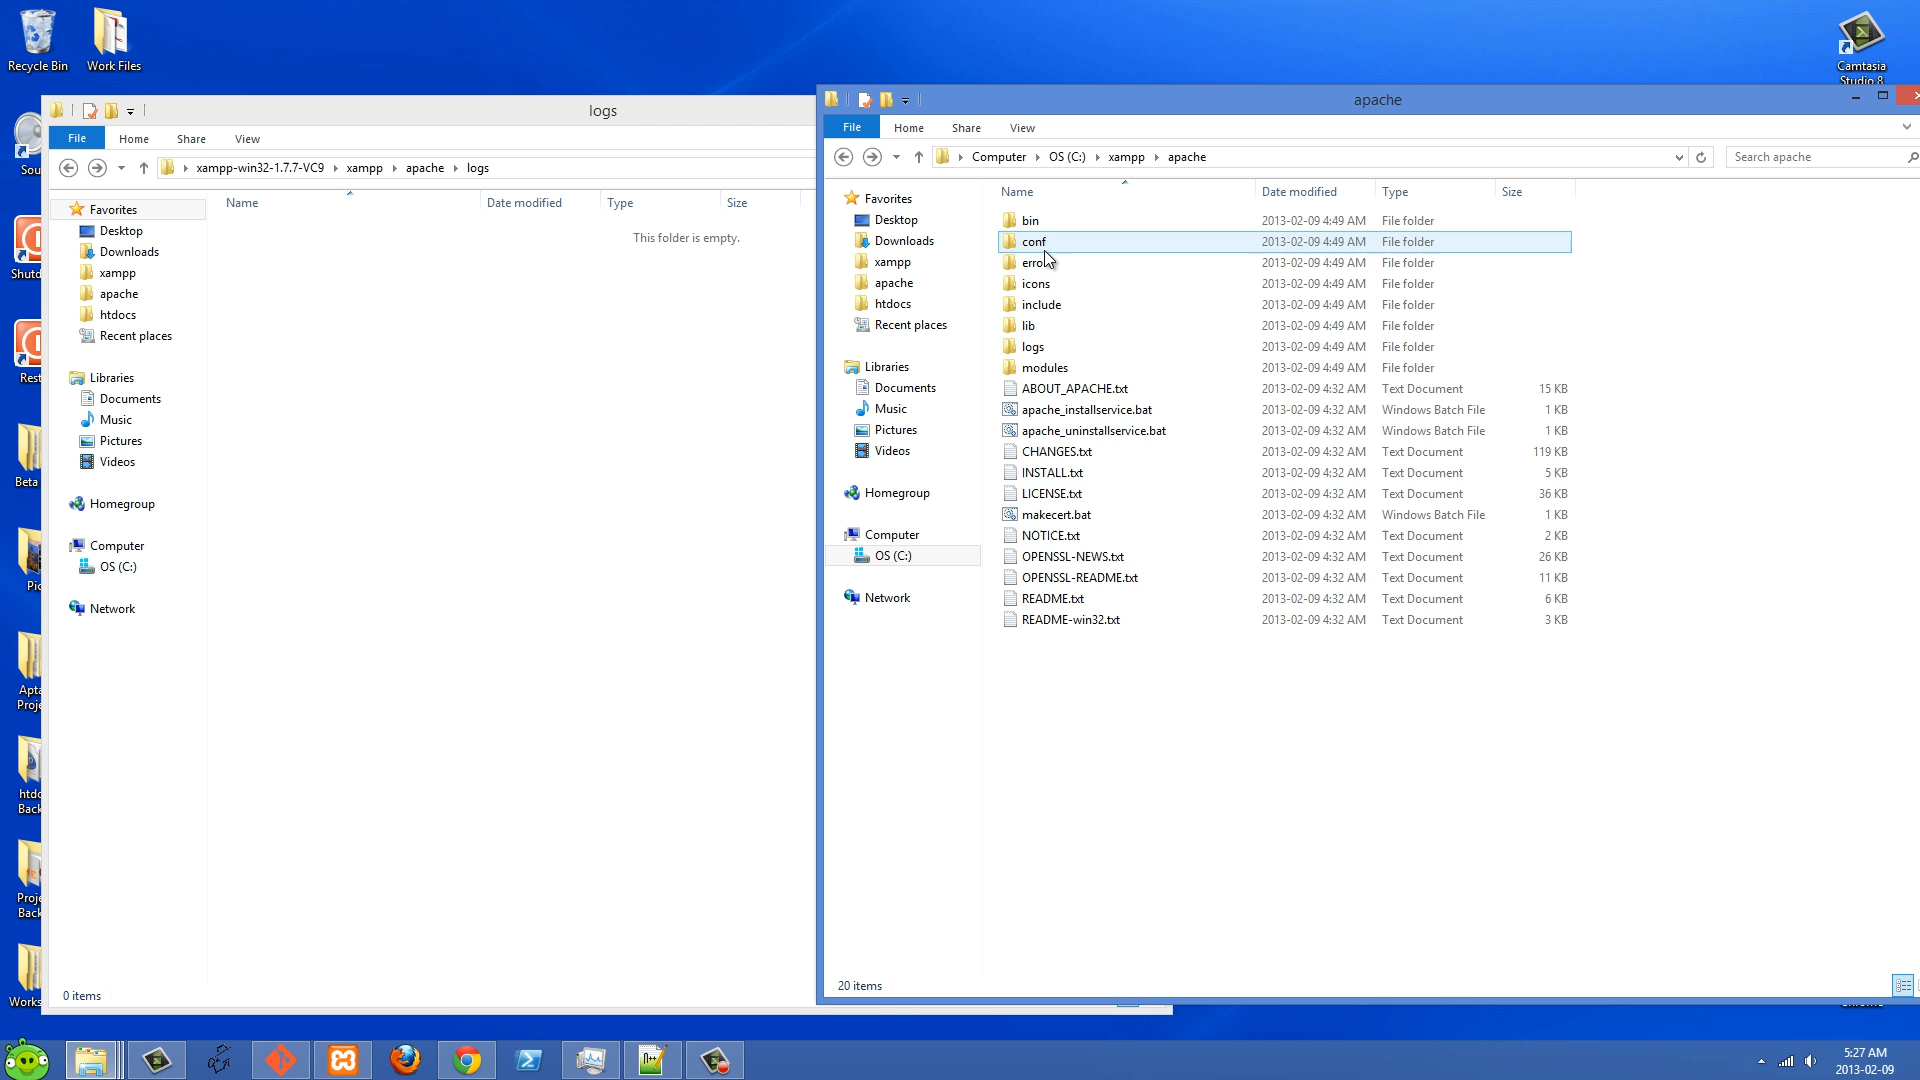 Recycle Bin
Work Files
Camtasia
Studio 8
logs
File
Home
Share
View
xampp-win32-1.7.7-VC9
xampp
apache
logs
Name
Date modified
Type
Size
This folder is empty.
Favorites
Desktop
Downloads
xampp
apache
htdocs
Recent places
Libraries
Documents
Music
Pictures
Videos
Homegroup
Computer
OS (C:)
Network
0 items
Sou
Shutd
Rest
Beta
Pic
Apta
Proje
htdo
Back
Proje
Back
Works
apache
File
Home
Share
View
Computer
OS (C:)
xampp
apache
Search apache
Favorites
Desktop
Downloads
xampp
apache
htdocs
Recent places
Libraries
Documents
Music
Pictures
Videos
Homegroup
Computer
OS (C:)
Network
Name Date modified Type Size
bin 2013-02-09 4:49 AM File folder
conf 2013-02-09 4:49 AM File folder
erro 2013-02-09 4:49 AM File folder
icons 2013-02-09 4:49 AM File folder
include 2013-02-09 4:49 AM File folder
lib 2013-02-09 4:49 AM File folder
logs 2013-02-09 4:49 AM File folder
modules 2013-02-09 4:49 AM File folder
ABOUT_APACHE.txt 2013-02-09 4:32 AM Text Document 15 KB
apache_installservice.bat 2013-02-09 4:32 AM Windows Batch File 1 KB
apache_uninstallservice.bat 2013-02-09 4:32 AM Windows Batch File 1 KB
CHANGES.txt 2013-02-09 4:32 AM Text Document 119 KB
INSTALL.txt 2013-02-09 4:32 AM Text Document 5 KB
LICENSE.txt 2013-02-09 4:32 AM Text Document 36 KB
makecert.bat 2013-02-09 4:32 AM Windows Batch File 1 KB
NOTICE.txt 2013-02-09 4:32 AM Text Document 2 KB
OPENSSL-NEWS.txt 2013-02-09 4:32 AM Text Document 26 KB
OPENSSL-README.txt 2013-02-09 4:32 AM Text Document 11 KB
README.txt 2013-02-09 4:32 AM Text Document 6 KB
README-win32.txt 2013-02-09 4:32 AM Text Document 3 KB
20 items
5:27 AM
2013-02-09